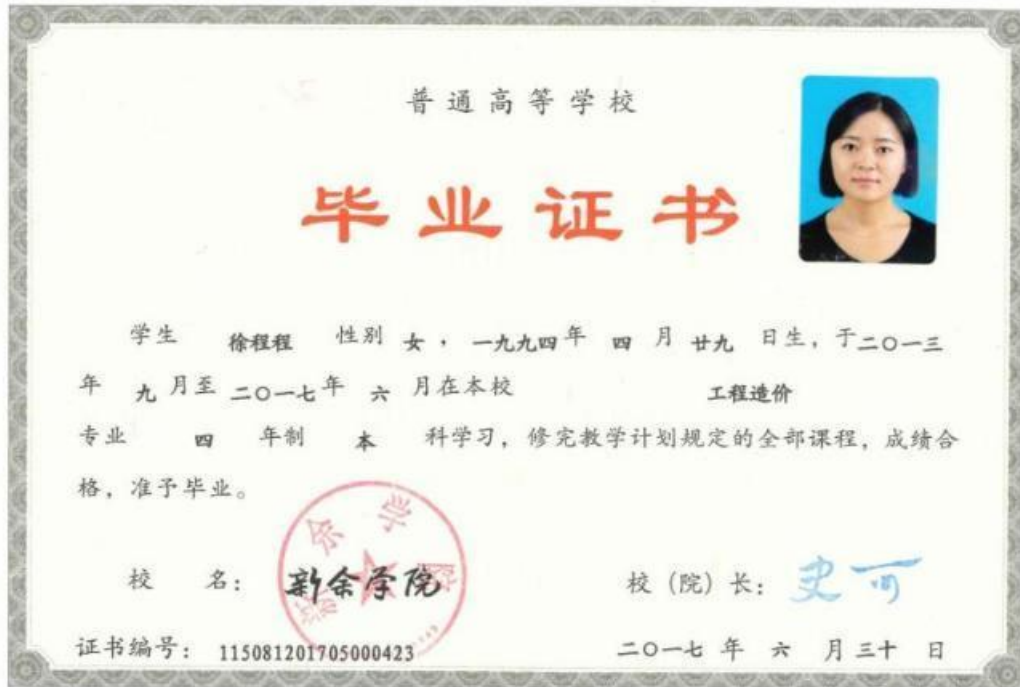 普通高等学校
毕业证书
学生 徐程程 性别 女，一九九四年 四 月 廿九 日生，于二〇一三
年 九 月至 二〇一七年 六 月在本校 工程造价
专业 四 年制 本 科学习，修完教学计划规定的全部课程，成绩合
格，准予毕业。
新余学院
校 名： 新余学院 校（院）长：
证书编号： 115081201705000423 二〇一七 年 六 月三十 日